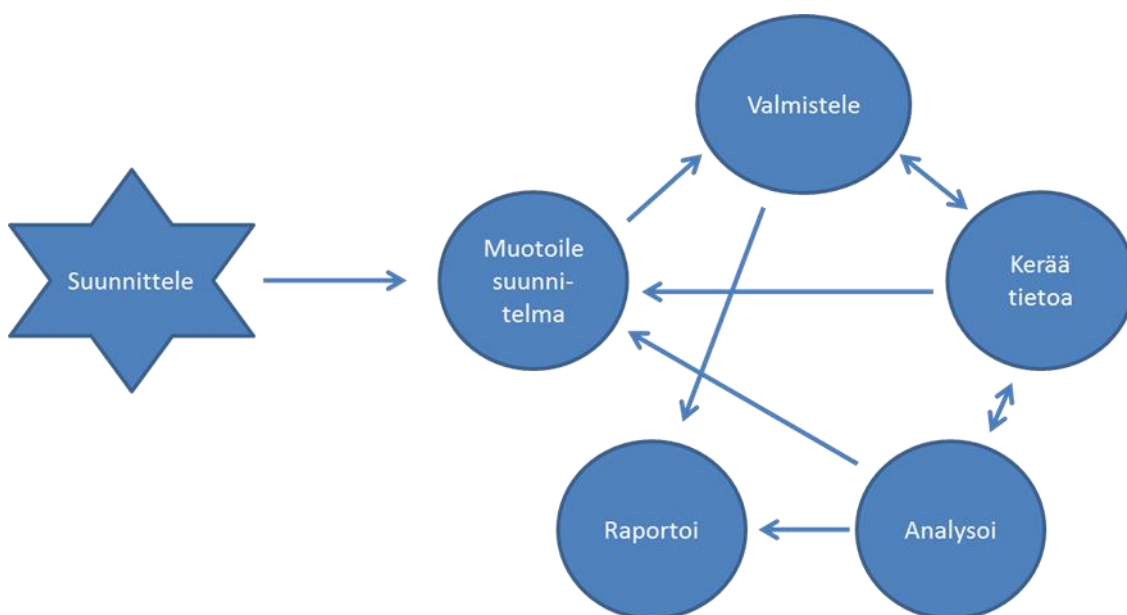 Valmistele
Suunnittele
Muotoile
suunni-
telma
Kerää
tietoa
Raportoi
Analysoi